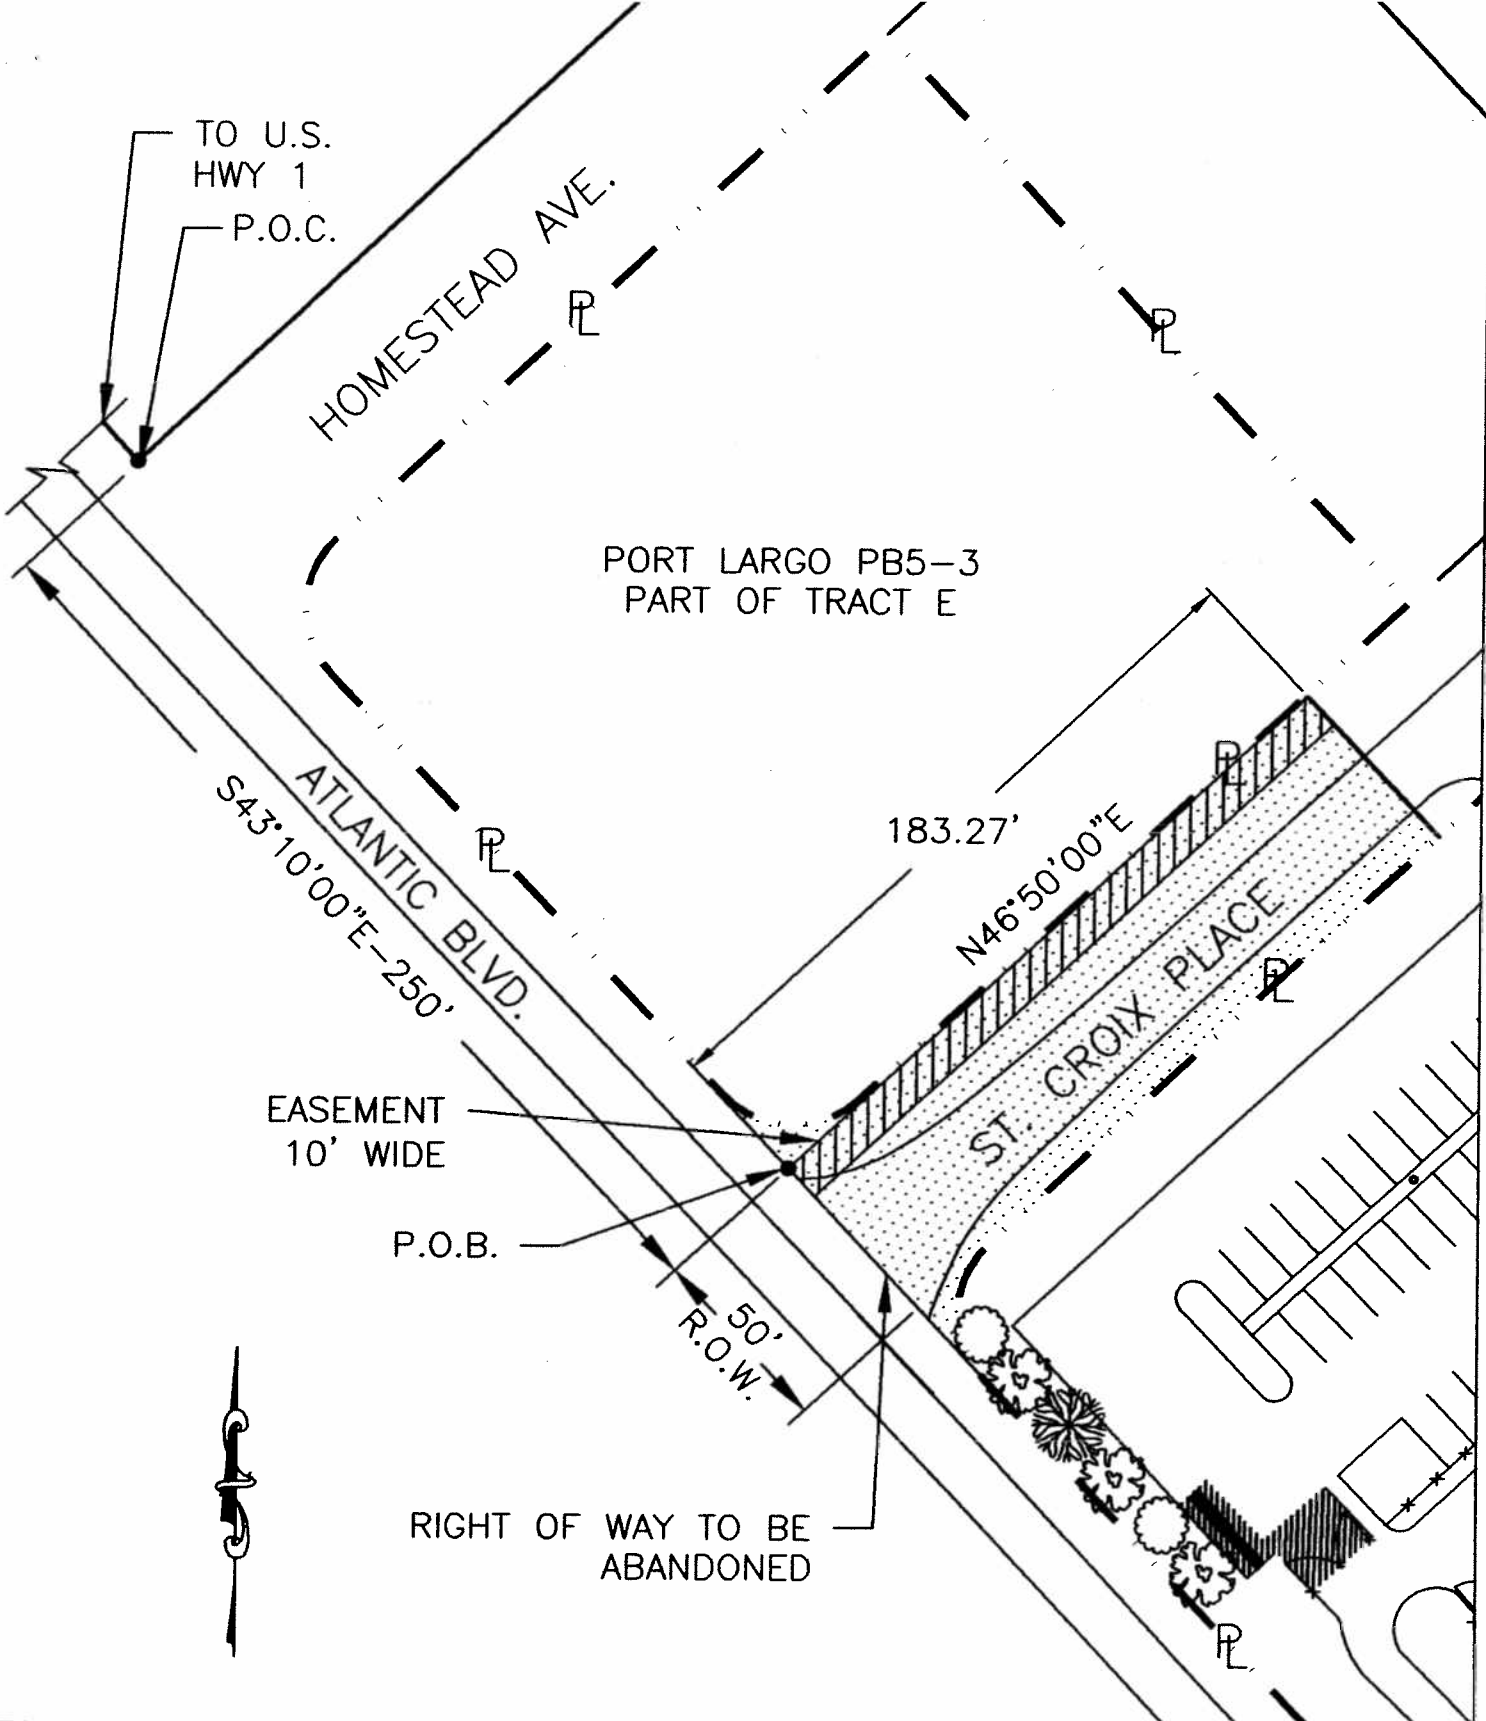 TO U.S.
HWY 1
P.O.C.
HOMESTEAD AVE.
PL
PL
PORT LARGO PB5-3
PART OF TRACT E
ATLANTIC BLVD.
S43°10'00"E-250'
PL
183.27'
N46°50'00"E
PL
ST. CROIX PLACE
PL
EASEMENT
10' WIDE
P.O.B.
50'
R.O.W.
RIGHT OF WAY TO BE
ABANDONED
PL